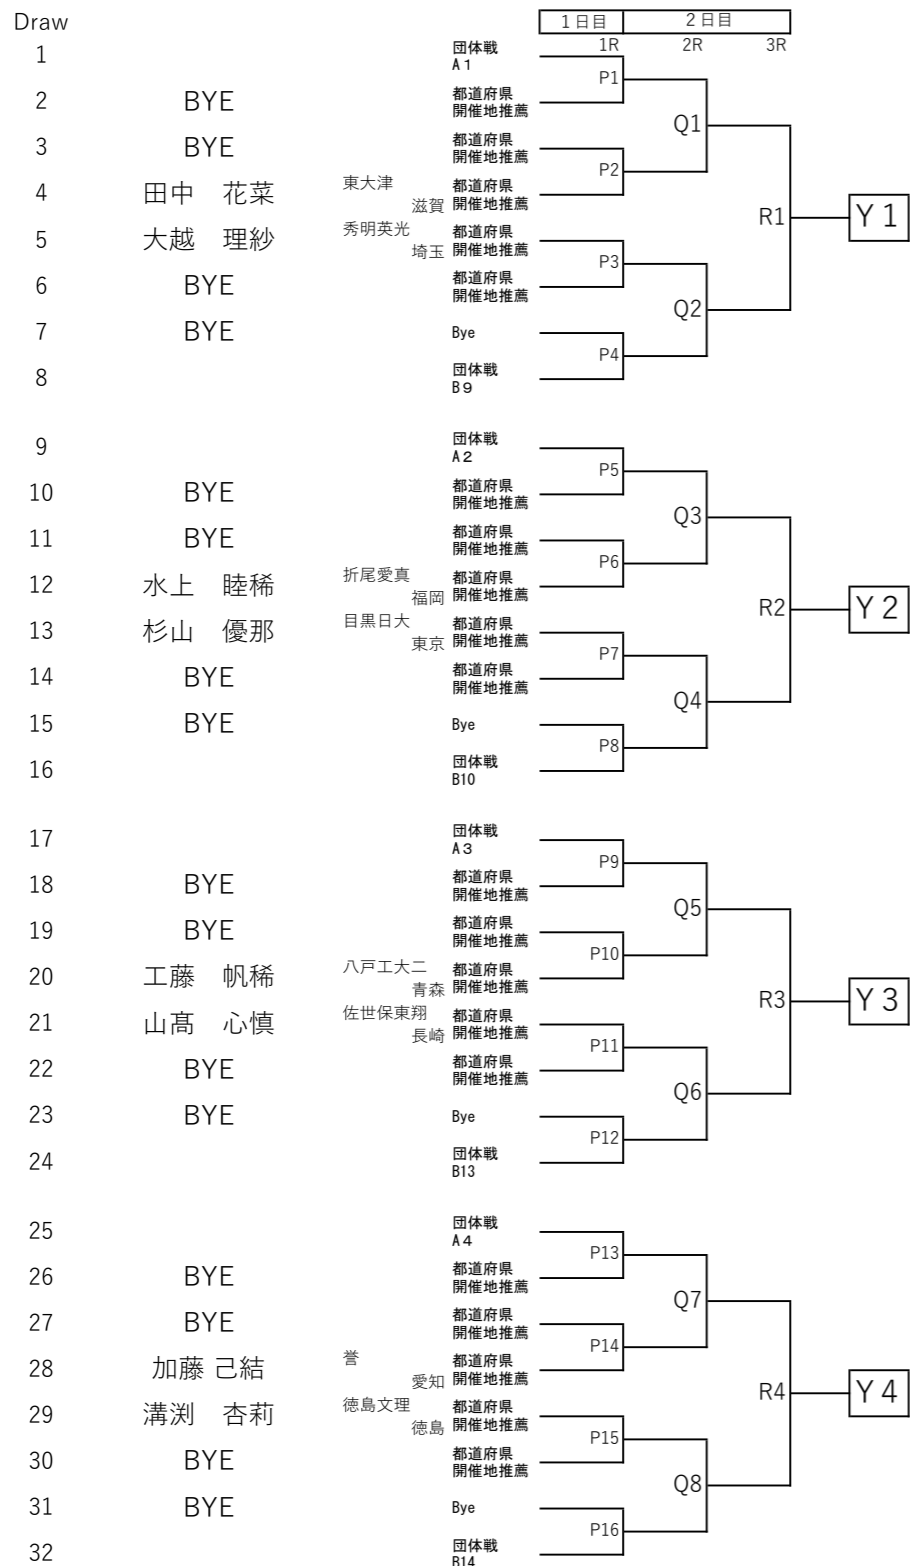 Draw
1日目 2日目
1R 2R 3R
1 団体戦
A1
P1
2 BYE 都道府県
開催地推薦
Q1
3 BYE 都道府県
開催地推薦
P2
4 田中 花菜 東大津 滋賀 都道府県
開催地推薦
R1 Y1
5 大越 理紗 秀明英光 埼玉 都道府県
開催地推薦
P3
6 BYE 都道府県
開催地推薦
Q2
7 BYE Bye
P4
8 団体戦
B9
9 団体戦
A2
P5
10 BYE 都道府県
開催地推薦
Q3
11 BYE 都道府県
開催地推薦
P6
12 水上 睦稀 折尾愛真 福岡 都道府県
開催地推薦
R2 Y2
13 杉山 優那 目黒日大 東京 都道府県
開催地推薦
P7
14 BYE 都道府県
開催地推薦
Q4
15 BYE Bye
P8
16 団体戦
B10
17 団体戦
A3
P9
18 BYE 都道府県
開催地推薦
Q5
19 BYE 都道府県
開催地推薦
P10
20 工藤 帆稀 八戸工大二 青森 都道府県
開催地推薦
R3 Y3
21 山髙 心慎 佐世保東翔 長崎 都道府県
開催地推薦
P11
22 BYE 都道府県
開催地推薦
Q6
23 BYE Bye
P12
24 団体戦
B13
25 団体戦
A4
P13
26 BYE 都道府県
開催地推薦
Q7
27 BYE 都道府県
開催地推薦
P14
28 加藤 己結 誉 愛知 都道府県
開催地推薦
R4 Y4
29 溝渕 杏莉 徳島文理 徳島 都道府県
開催地推薦
P15
30 BYE 都道府県
開催地推薦
Q8
31 BYE Bye
P16
32 団体戦
B14